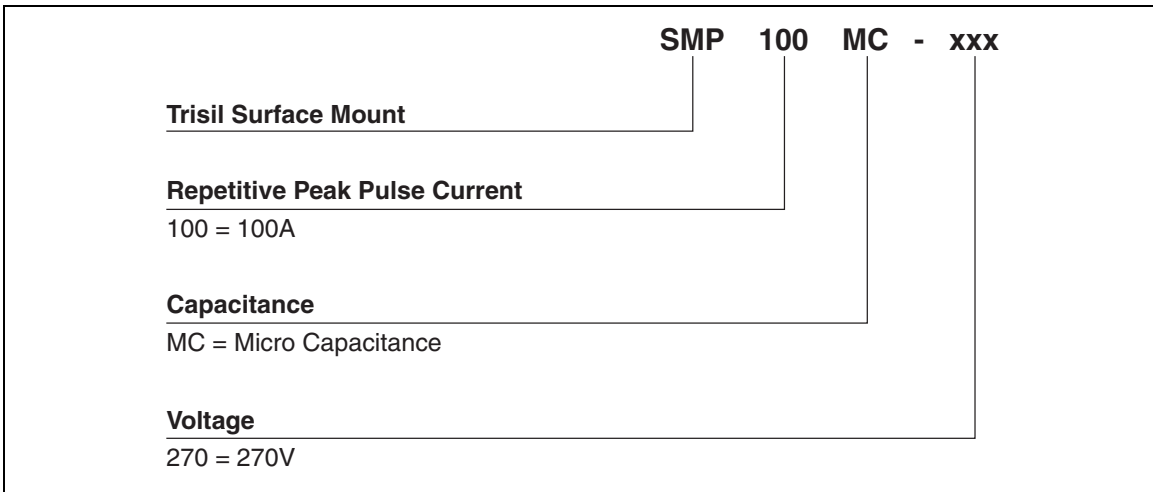 SMP 100 MC - xxx
Trisil Surface Mount
Repetitive Peak Pulse Current
100 = 100A
Capacitance
MC = Micro Capacitance
Voltage
270 = 270V